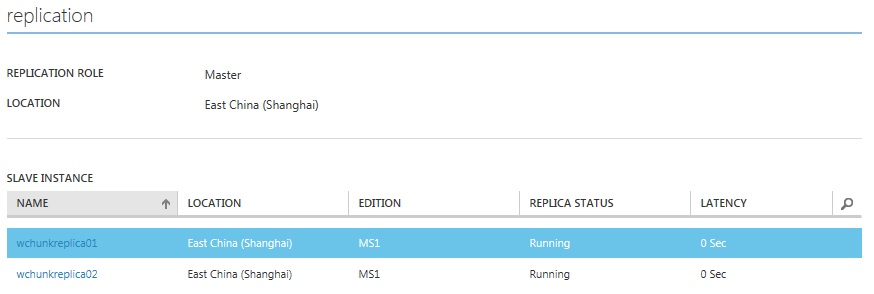 replication
REPLICATION ROLE Master
LOCATION East China (Shanghai)
SLAVE INSTANCE
NAME LOCATION EDITION REPLICA STATUS LATENCY
wchunkreplica01 East China (Shanghai) MS1 Running 0 Sec
wchunkreplica02 East China (Shanghai) MS1 Running 0 Sec